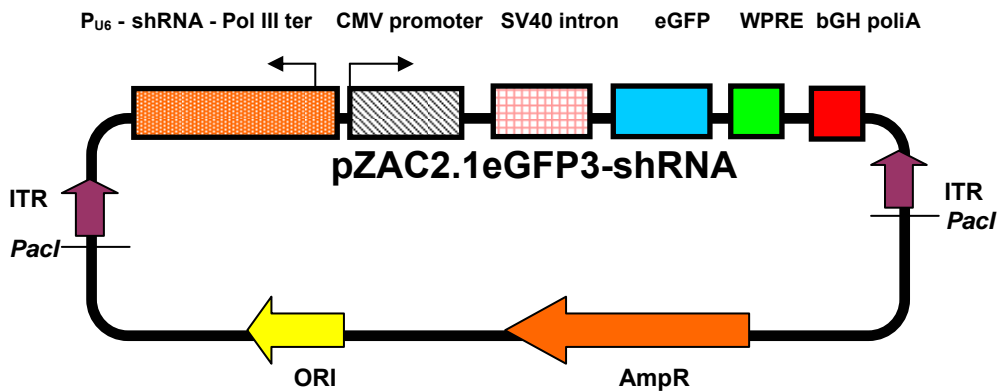 PU6 - shRNA - Pol III ter CMV promoter SV40 intron eGFP WPRE bGH poliA
pZAC2.1eGFP3-shRNA
ITR
ITR
PacI
PacI
ORI
AmpR